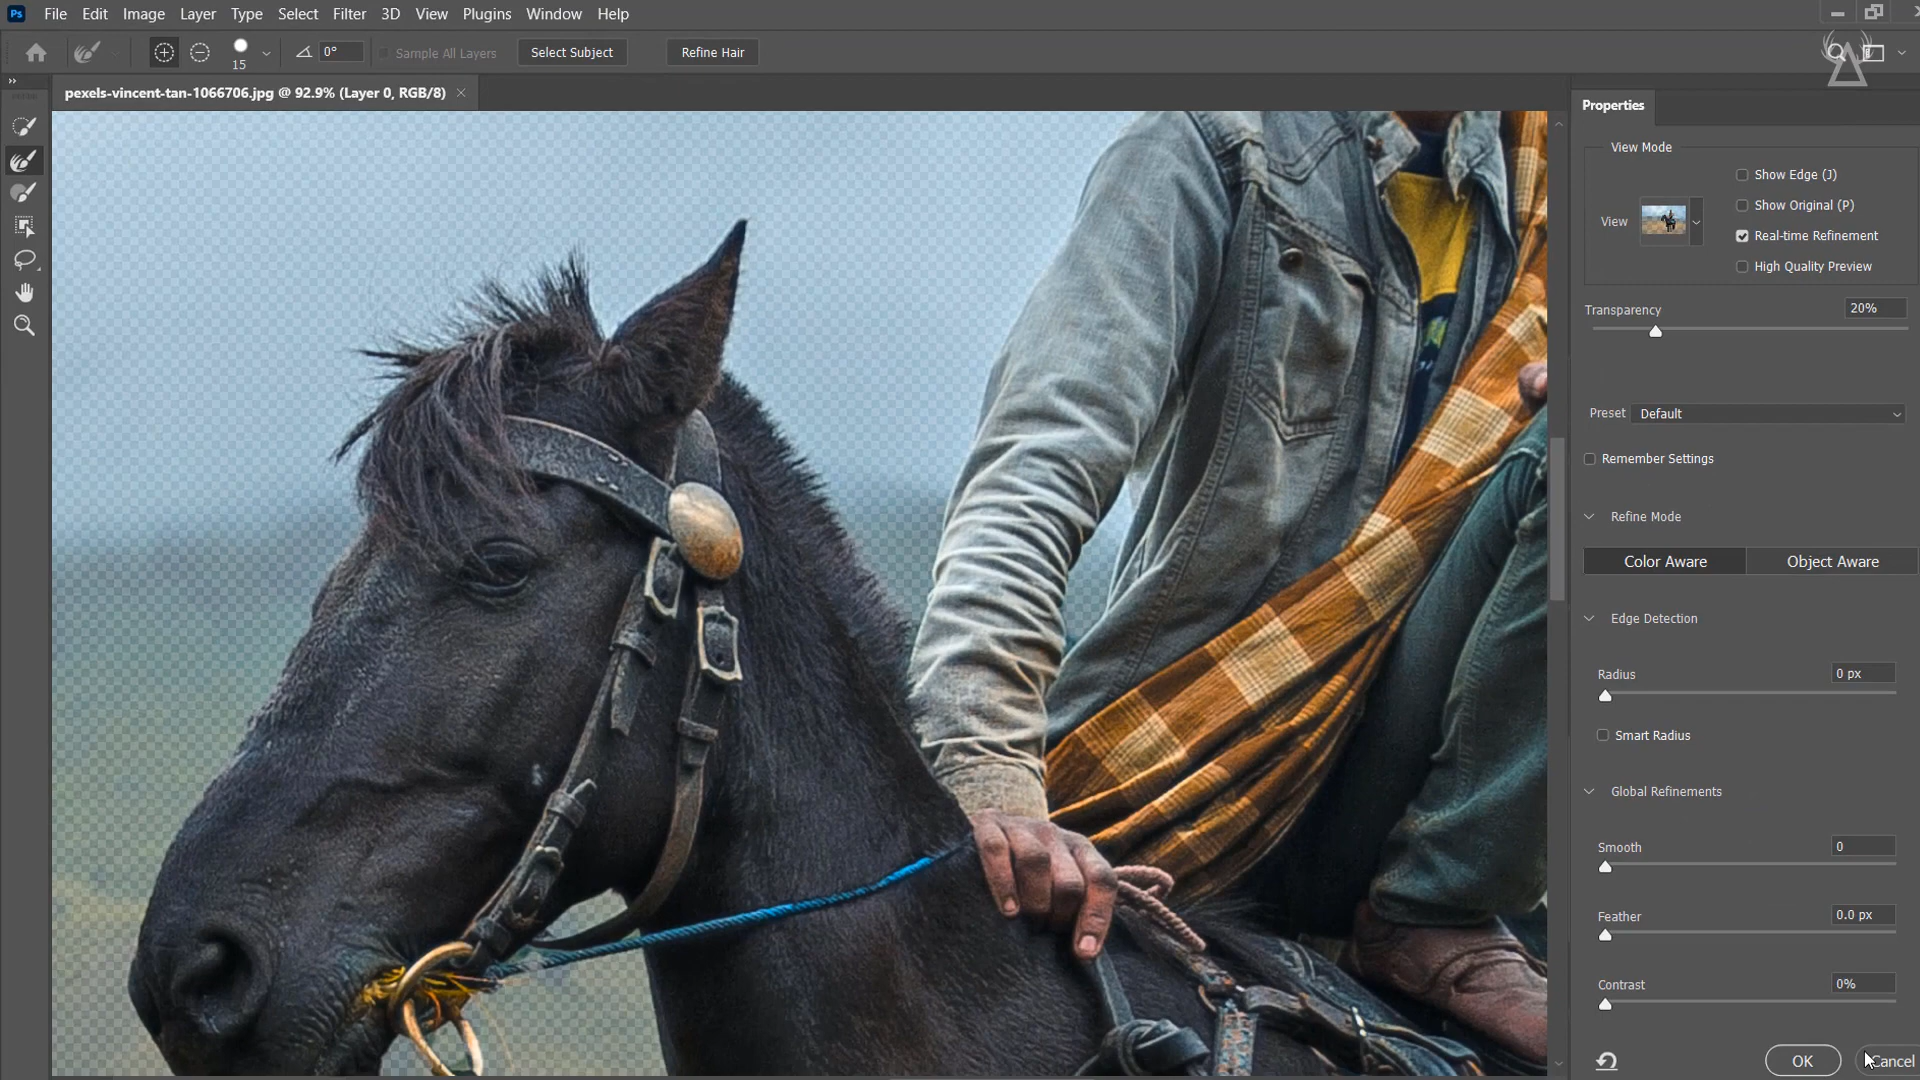 Ps File Edit Image Layer Type Select Filter 3D View Plugins Window Help
15 0° Sample All Layers Select Subject Refine Hair
pexels-vincent-tan-1066706.jpg @ 92.9% (Layer 0, RGB/8)
Properties
View Mode
Show Edge (J)
Show Original (P)
View
Real-time Refinement
High Quality Preview
Transparency 20%
Preset Default
Remember Settings
Refine Mode
Color Aware Object Aware
Edge Detection
Radius 0 px
Smart Radius
Global Refinements
Smooth 0
Feather 0.0 px
Contrast 0%
OK Cancel